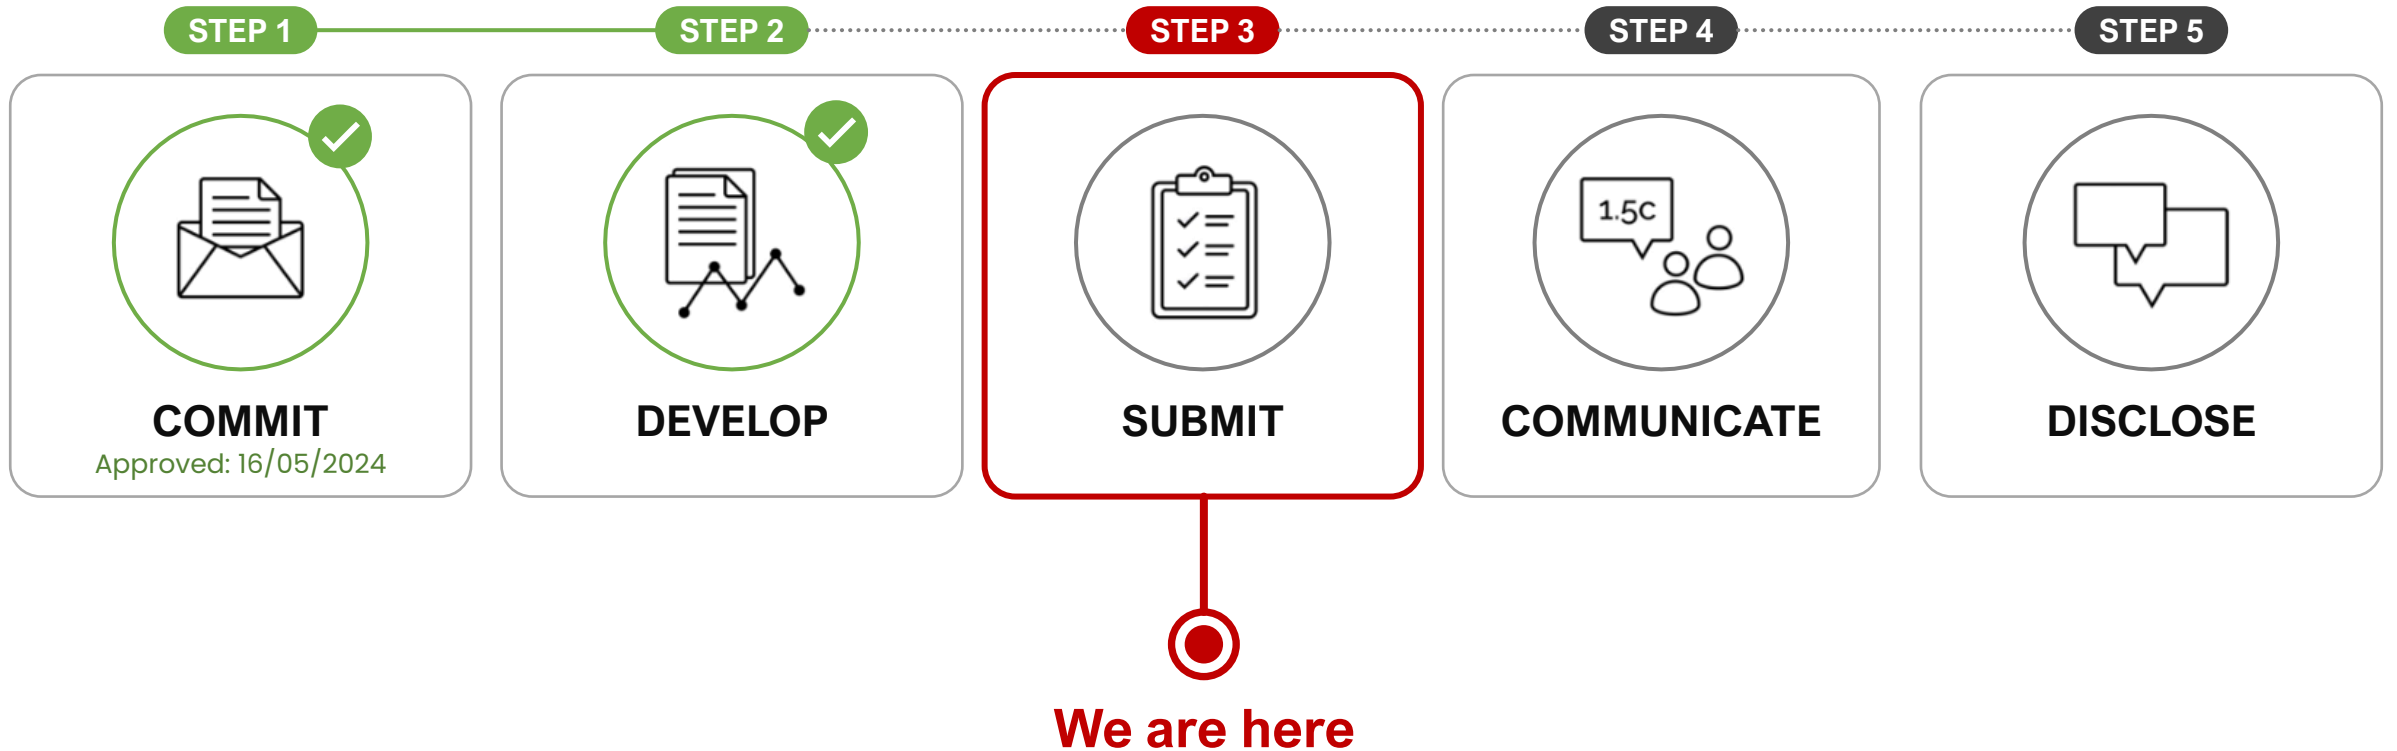 STEP 1
STEP 2
STEP 3
STEP 4
STEP 5
1.5c
COMMIT
Approved: 16/05/2024
DEVELOP
SUBMIT
COMMUNICATE
DISCLOSE
We are here